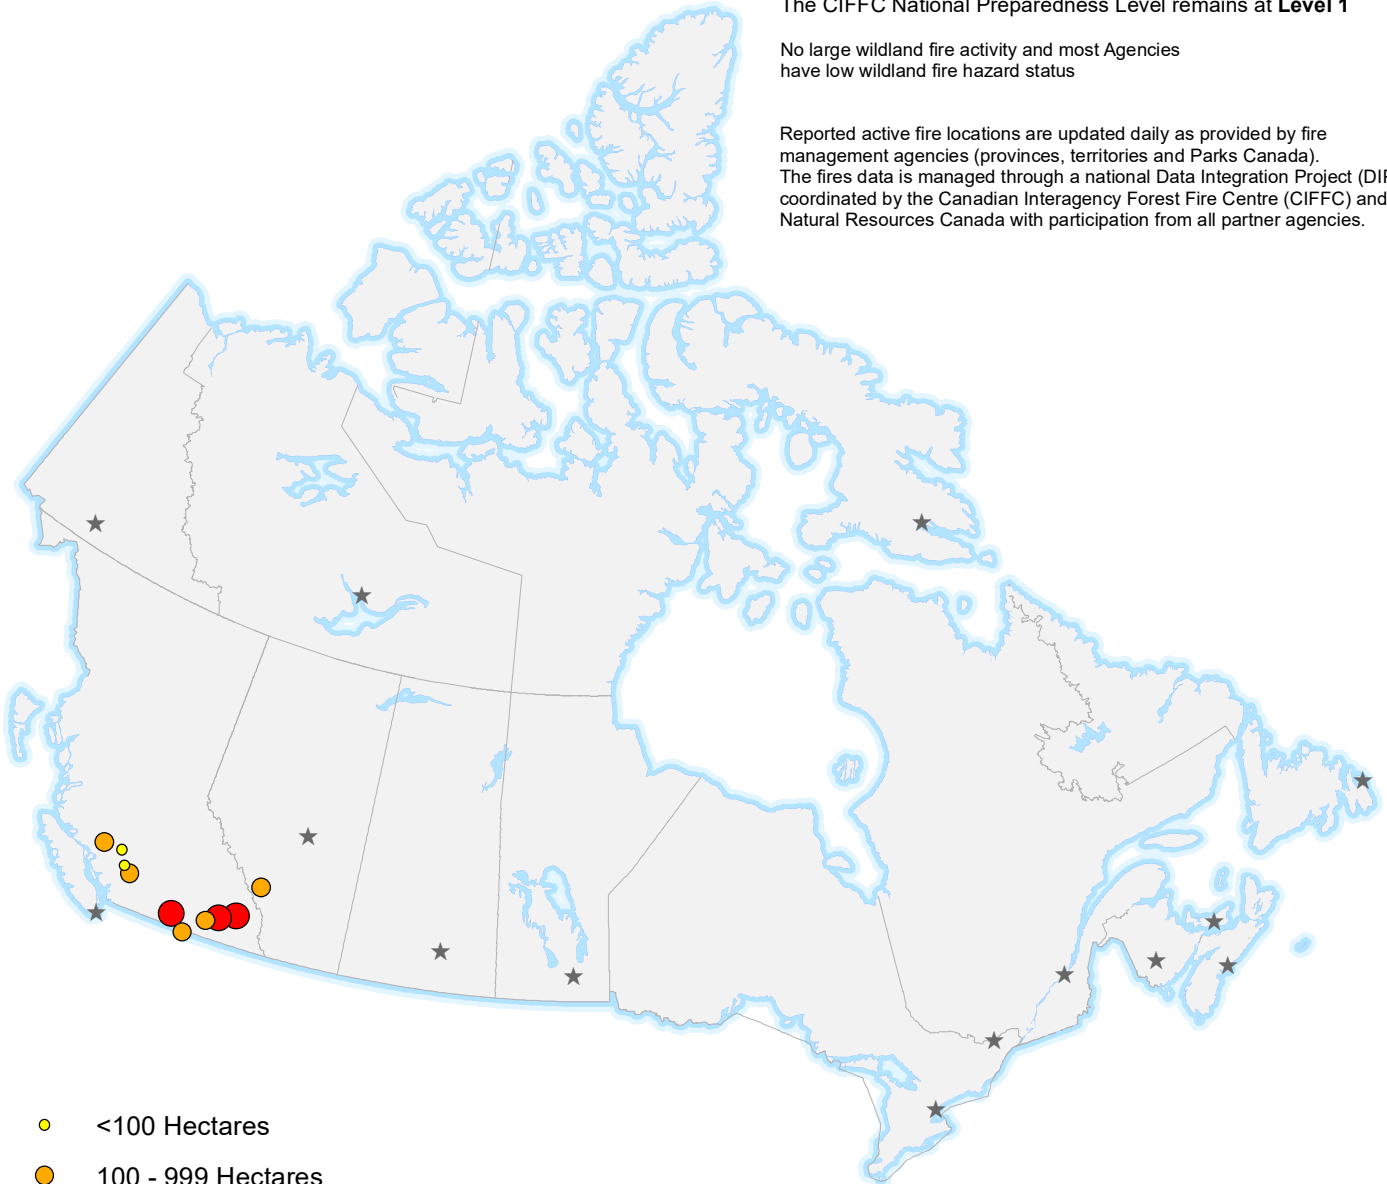 The CIFFC National Preparedness Level remains at Level 1
No large wildland fire activity and most Agencies
have low wildland fire hazard status
Reported active fire locations are updated daily as provided by fire
management agencies (provinces, territories and Parks Canada).
The fires data is managed through a national Data Integration Project (DIP
coordinated by the Canadian Interagency Forest Fire Centre (CIFFC) and
Natural Resources Canada with participation from all partner agencies.
<100 Hectares
100 - 999 Hectares